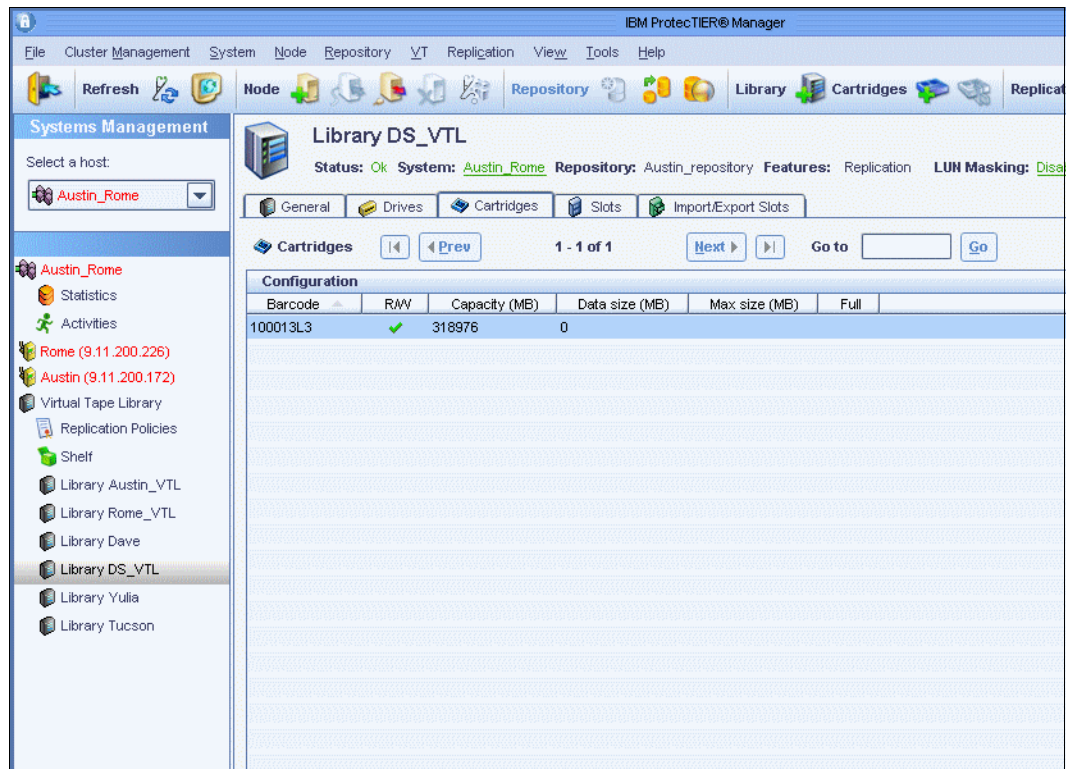 IBM ProtecTIER® Manager
File Cluster Management System Node Repository VT Replication View Tools Help
Refresh Node Repository Library Cartridges Replicat
Systems Management
Select a host:
Austin_Rome
Austin_Rome
Statistics
Activities
Rome (9.11.200.226)
Austin (9.11.200.172)
Virtual Tape Library
Replication Policies
Shelf
Library Austin_VTL
Library Rome_VTL
Library Dave
Library DS_VTL
Library Yulia
Library Tucson
Library DS_VTL
Status: Ok System: Austin_Rome Repository: Austin_repository Features: Replication LUN Masking: Disa
General Drives Cartridges Slots Import/Export Slots
Cartridges Prev 1 - 1 of 1 Next Go to Go
Configuration
Barcode R/W Capacity (MB) Data size (MB) Max size (MB) Full
100013L3 318976 0